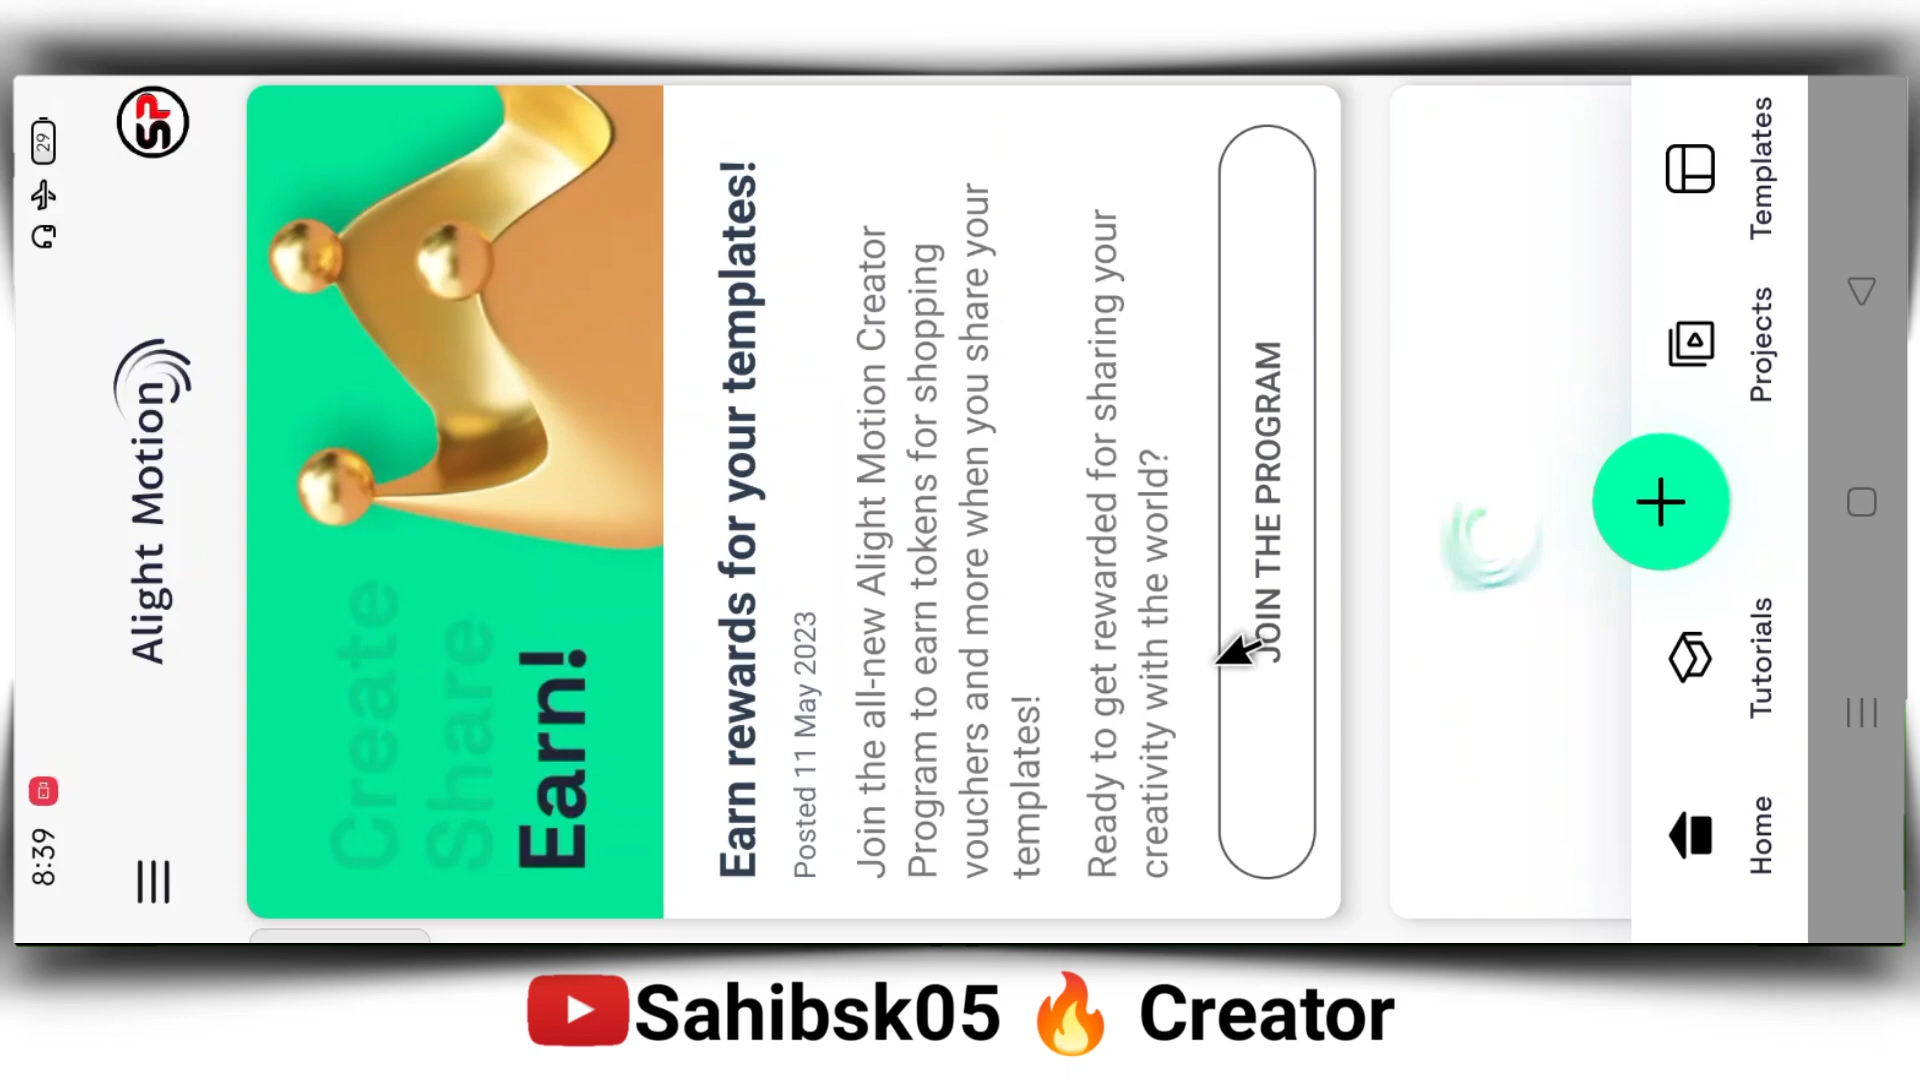 8:39
29
Alight Motion
SP
Create
Share
Earn!
Earn rewards for your templates!
Posted 11 May 2023
Join the all-new Alight Motion Creator
Program to earn tokens for shopping
vouchers and more when you share your
templates!
Ready to get rewarded for sharing your
creativity with the world?
JOIN THE PROGRAM
Home
Tutorials
Projects
Templates
Sahibsk05 🔥 Creator